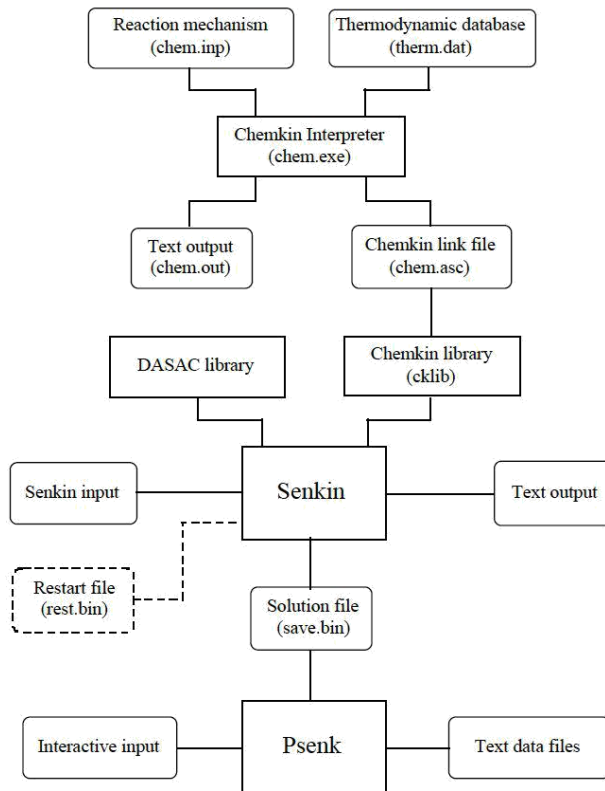 Reaction mechanism
(chem.inp)
Thermodynamic database
(therm.dat)
Chemkin Interpreter
(chem.exe)
Text output
(chem.out)
Chemkin link file
(chem.asc)
DASAC library
Chemkin library
(cklib)
Senkin input
Senkin
Text output
Restart file
(rest.bin)
Solution file
(save.bin)
Interactive input
Psenk
Text data files